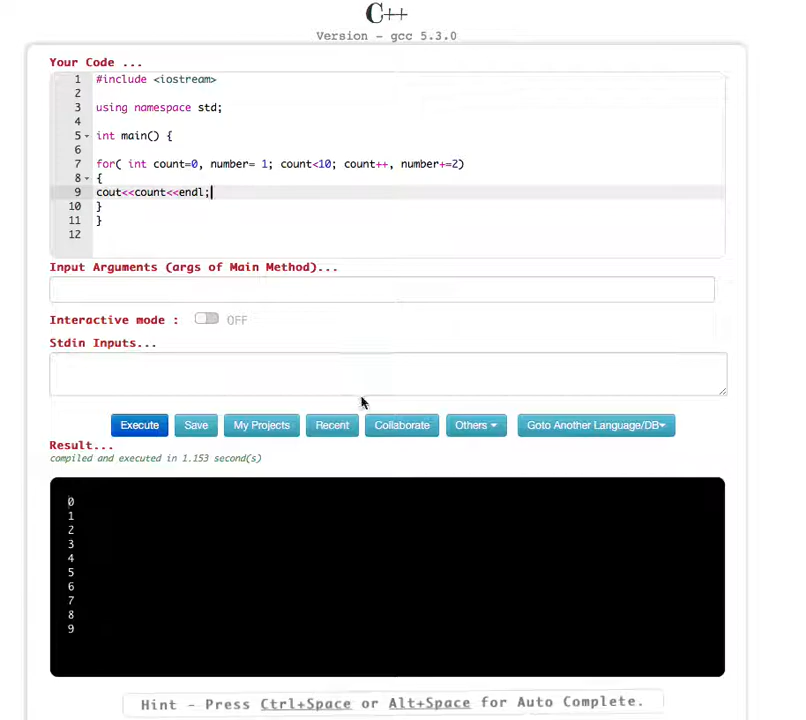 C++
Version - gcc 5.3.0
Your Code ...
1 #include <iostream>
2
3 using namespace std;
4
5 int main() {
6
7 for( int count=0, number= 1; count<10; count++, number+=2)
8 {
9 cout<<count<<endl;
10 }
11 }
12
Input Arguments (args of Main Method)...
Interactive mode : OFF
Stdin Inputs...
Execute Save My Projects Recent Collaborate Others Goto Another Language/DB
Result...
compiled and executed in 1.153 second(s)
0
1
2
3
4
5
6
7
8
9
Hint - Press Ctrl+Space or Alt+Space for Auto Complete.